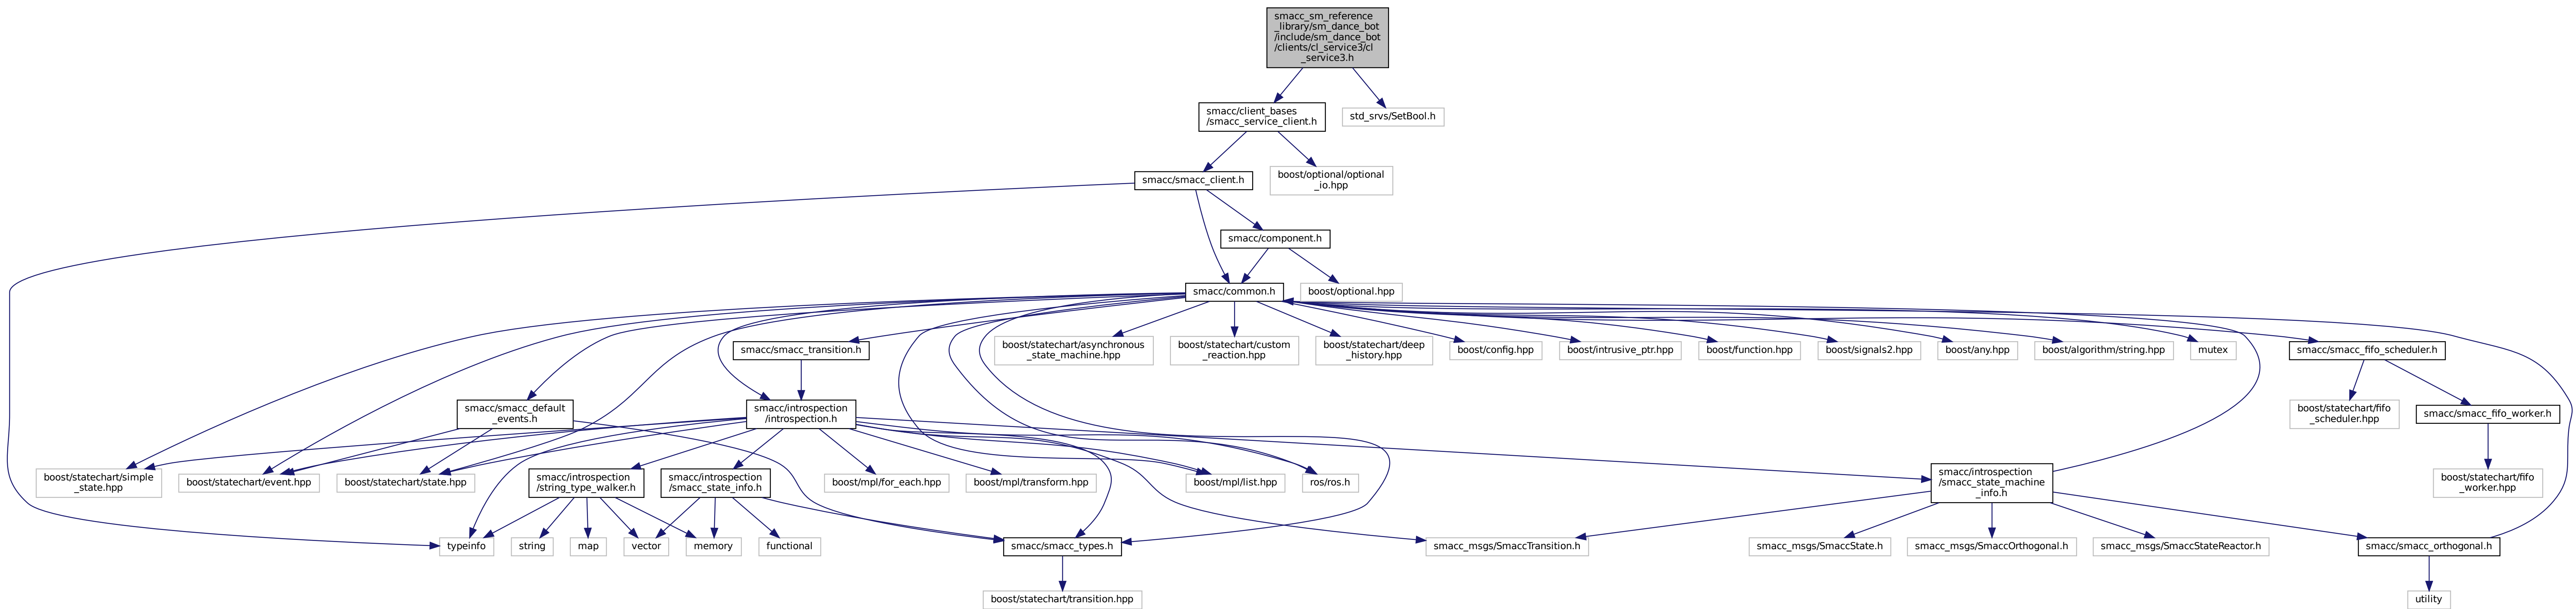 smacc_sm_reference
_library/sm_dance_bot
/include/sm_dance_bot
/clients/cl_service3/cl
_service3.h
smacc/client_bases
/smacc_service_client.h
std_srvs/SetBool.h
smacc/smacc_client.h
boost/optional/optional
_io.hpp
smacc/component.h
smacc/common.h
boost/optional.hpp
smacc/smacc_transition.h
boost/statechart/asynchronous
_state_machine.hpp
boost/statechart/custom
_reaction.hpp
boost/statechart/deep
_history.hpp
boost/config.hpp
boost/intrusive_ptr.hpp
boost/function.hpp
boost/signals2.hpp
boost/any.hpp
boost/algorithm/string.hpp
mutex
smacc/smacc_fifo_scheduler.h
smacc/smacc_default
_events.h
smacc/introspection
/introspection.h
boost/statechart/fifo
_scheduler.hpp
smacc/smacc_fifo_worker.h
boost/statechart/simple
_state.hpp
boost/statechart/event.hpp
boost/statechart/state.hpp
smacc/introspection
/string_type_walker.h
smacc/introspection
/smacc_state_info.h
boost/mpl/for_each.hpp
boost/mpl/transform.hpp
boost/mpl/list.hpp
ros/ros.h
smacc/introspection
/smacc_state_machine
_info.h
boost/statechart/fifo
_worker.hpp
typeinfo
string
map
vector
memory
functional
smacc/smacc_types.h
smacc_msgs/SmaccTransition.h
smacc_msgs/SmaccState.h
smacc_msgs/SmaccOrthogonal.h
smacc_msgs/SmaccStateReactor.h
smacc/smacc_orthogonal.h
boost/statechart/transition.hpp
utility